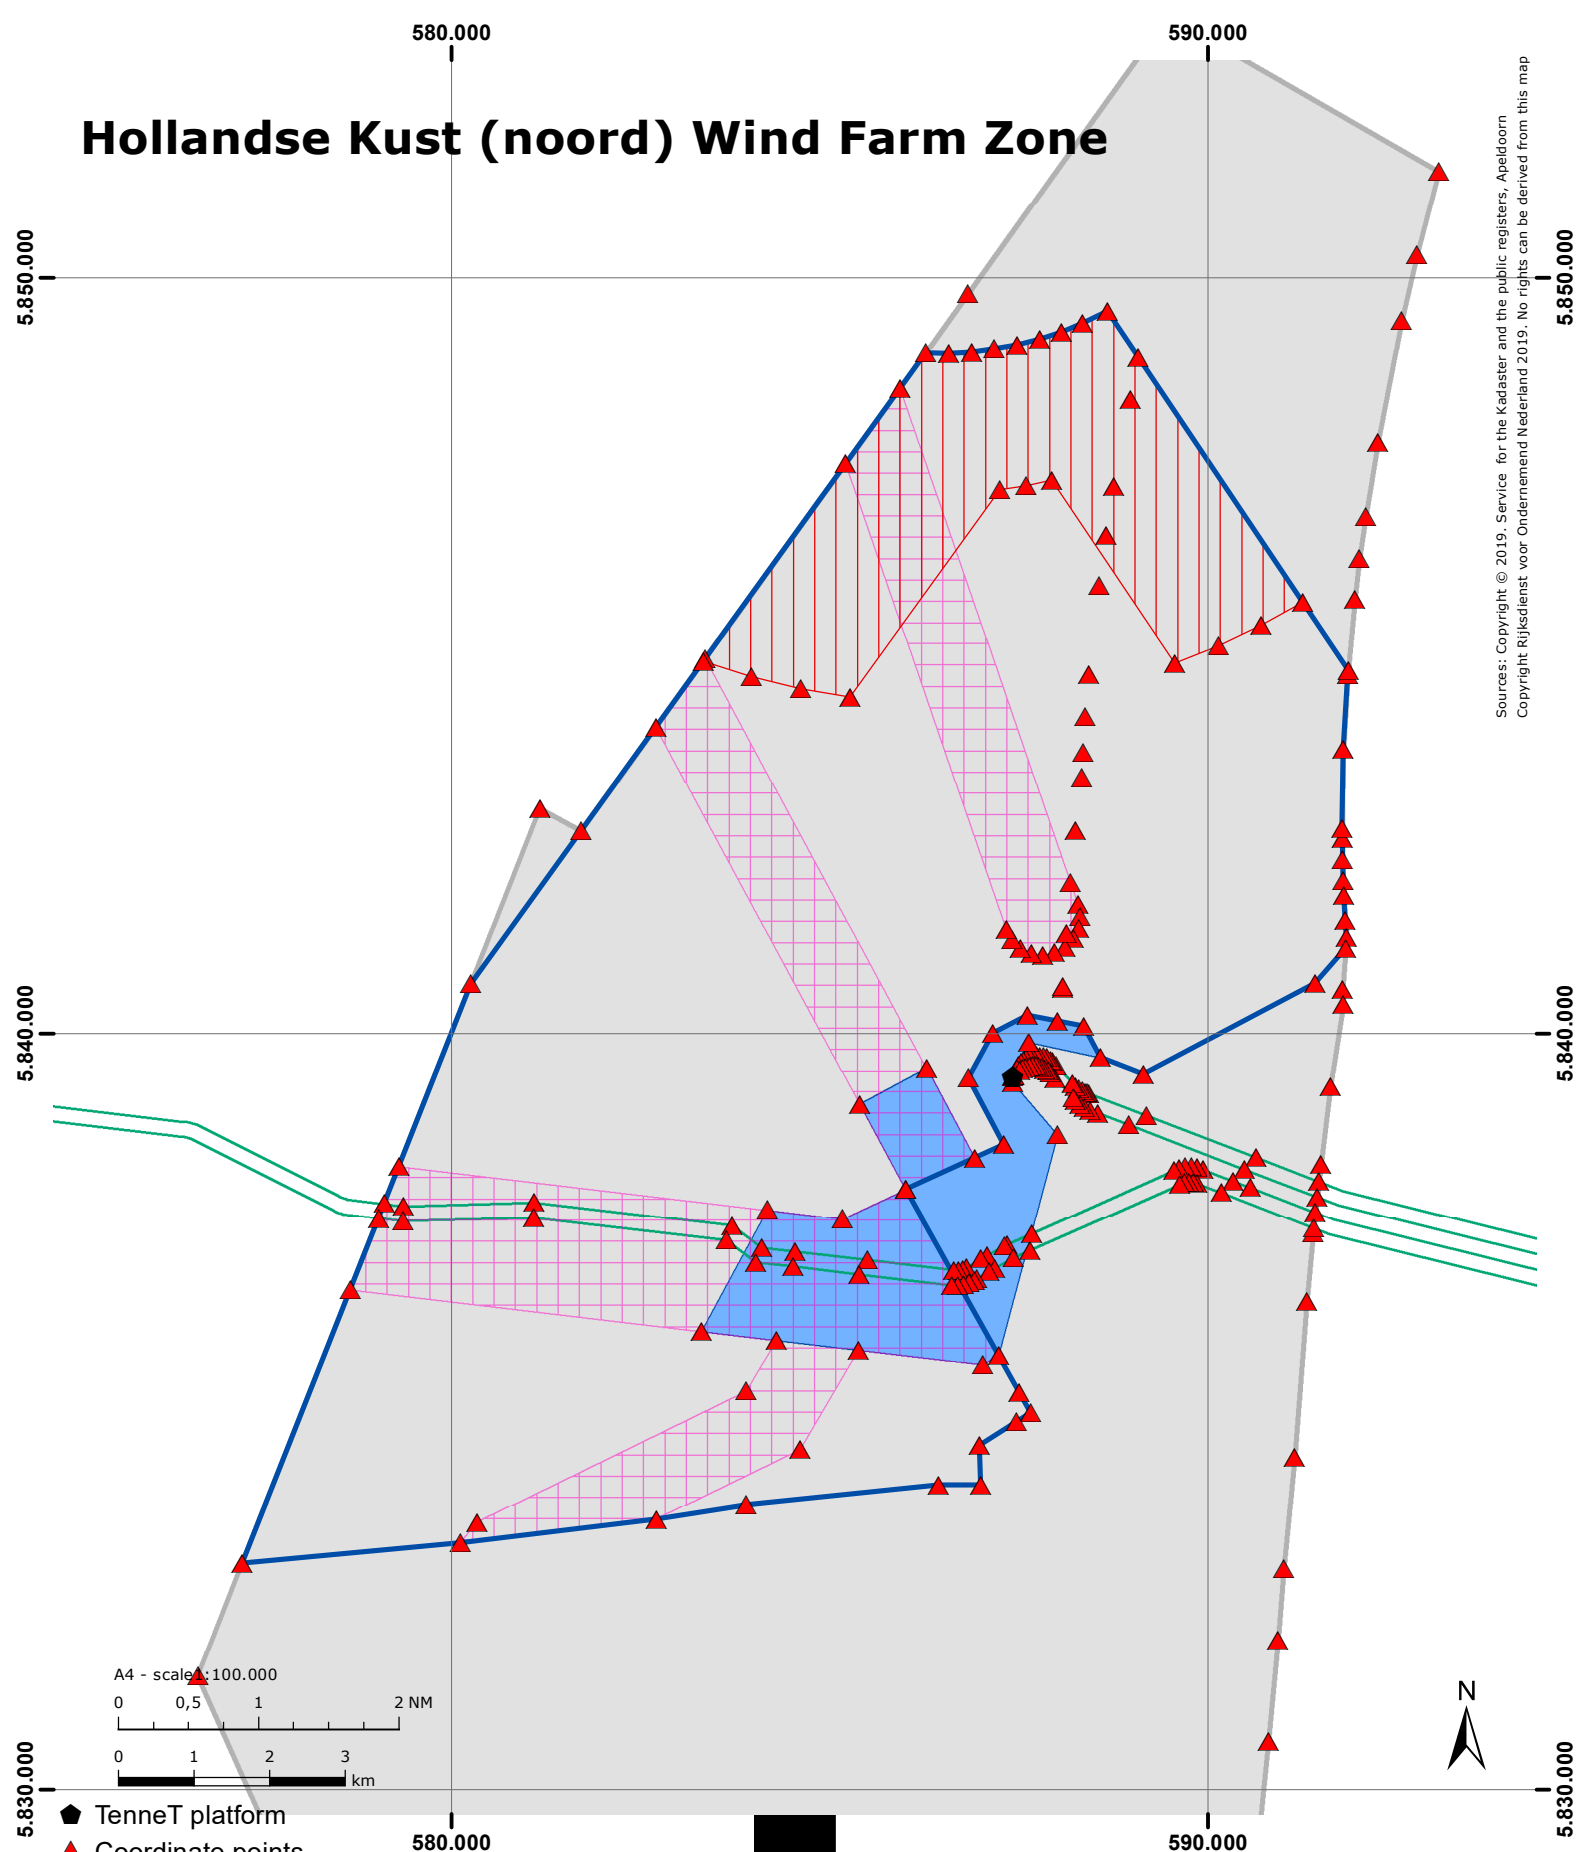 580.000
590.000
Hollandse Kust (noord) Wind Farm Zone
Sources: Copyright © 2019. Service for the Kadaster and the public registers, Apeldoorn
Copyright Rijksdienst voor Ondernemend Nederland 2019. No rights can be derived from this map
5.850.000
5.850.000
5.840.000
5.840.000
A4 - scale 1:100.000
0 0,5 1 2 NM
0 1 2 3
km
N
5.830.000
5.830.000
TenneT platform
Coordinate points
580.000
590.000